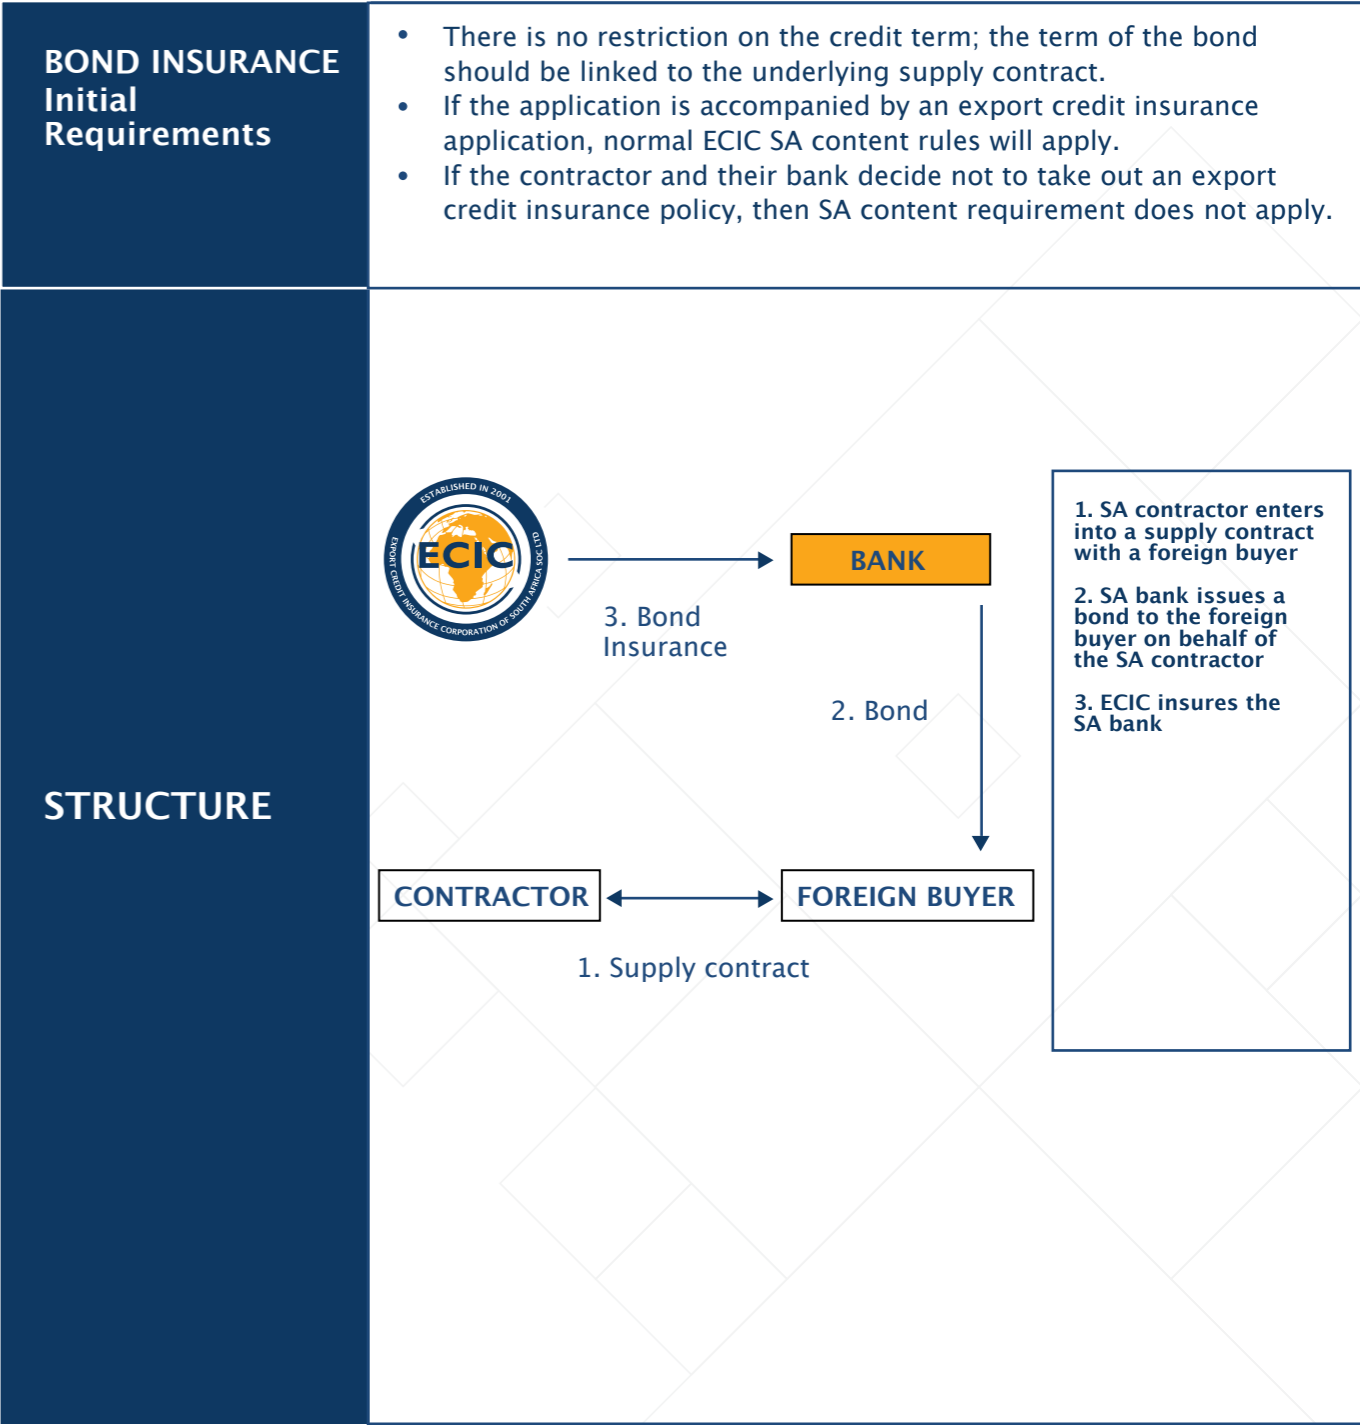 BOND INSURANCE
Initial
Requirements
• There is no restriction on the credit term; the term of the bond
should be linked to the underlying supply contract.
• If the application is accompanied by an export credit insurance
application, normal ECIC SA content rules will apply.
• If the contractor and their bank decide not to take out an export
credit insurance policy, then SA content requirement does not apply.
STRUCTURE
ESTABLISHED IN 2001
ECIC
EXPORT CREDIT INSURANCE CORPORATION OF SOUTH AFRICA SOC LTD
3. Bond
Insurance
BANK
2. Bond
CONTRACTOR
FOREIGN BUYER
1. Supply contract
1. SA contractor enters
into a supply contract
with a foreign buyer
2. SA bank issues a
bond to the foreign
buyer on behalf of
the SA contractor
3. ECIC insures the
SA bank